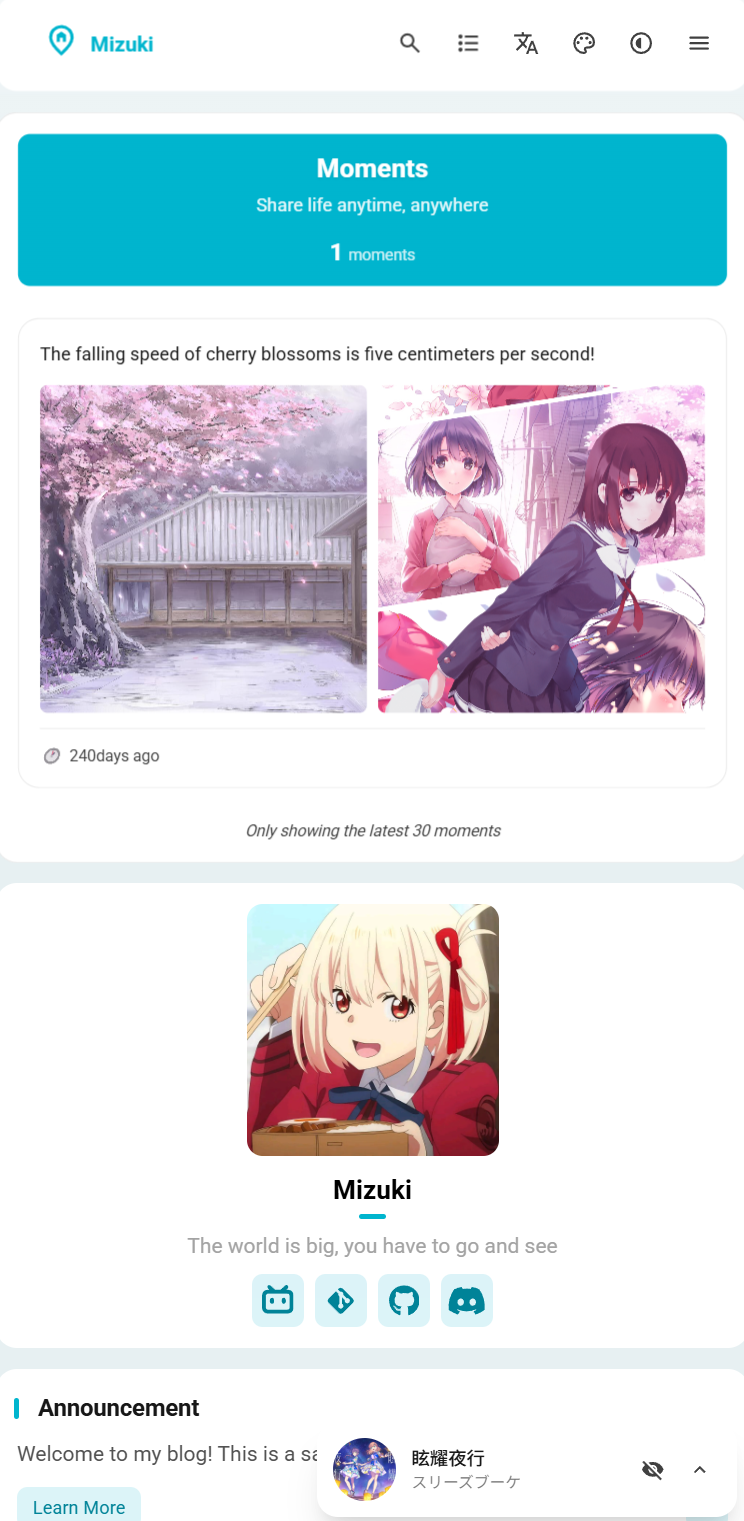 Mizuki
Moments
Share life anytime, anywhere
1 moments
The falling speed of cherry blossoms is five centimeters per second!
240days ago
Only showing the latest 30 moments
Mizuki
The world is big, you have to go and see
Announcement
Welcome to my blog! This is a sa
Learn More
眩耀夜行
スリーズブーケ